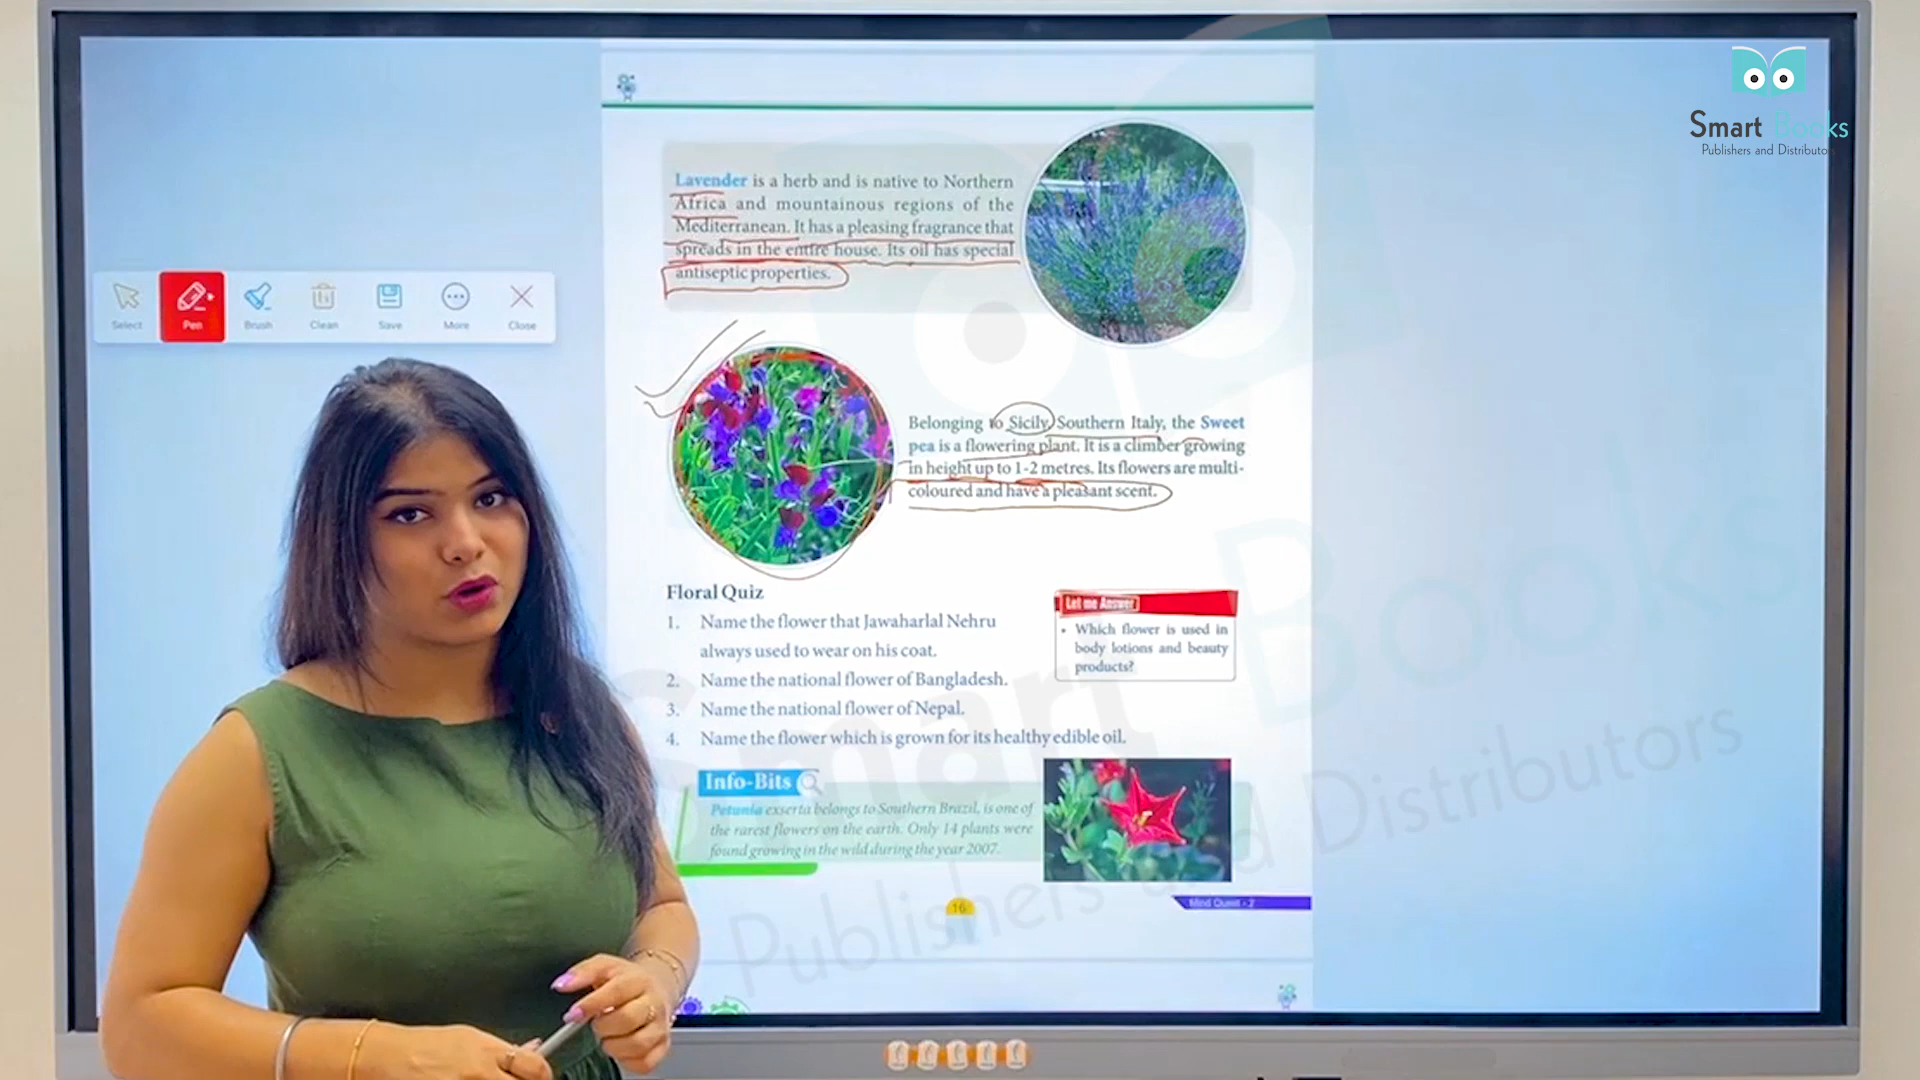 Smart Books
Publishers and Distributors
Lavender is a herb and is native to Northern
Africa and mountainous regions of the
Mediterranean. It has a pleasing fragrance that
spreads in the entire house. Its oil has special
antiseptic properties.
Select
Pen
Brush
Clean
Save
More
Close
Belonging to Sicily Southern Italy, the Sweet
pea is a flowering plant. It is a climber growing
in height up to 1-2 metres. Its flowers are multi-
coloured and have a pleasant scent.
Floral Quiz
1. Name the flower that Jawaharlal Nehru
always used to wear on his coat.
2. Name the national flower of Bangladesh.
3. Name the national flower of Nepal.
4. Name the flower which is grown for its healthy edible oil.
Let me Answer
• Which flower is used in
body lotions and beauty
products?
Info-Bits
Petunia exserta belongs to Southern Brazil, is one of
the rarest flowers on the earth. Only 14 plants were
found growing in the wild during the year 2007.
16
Mind Quest - 2
Smart Books
Publishers and Distributors